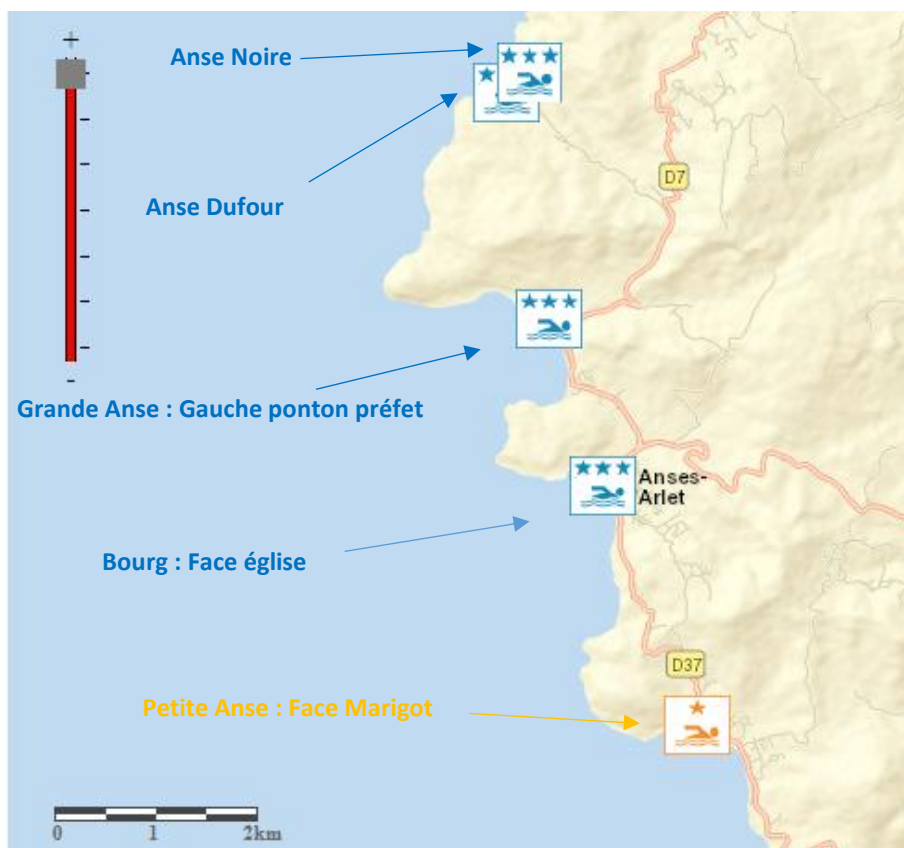 +
Anse Noire
Anse Dufour
D7
Grande Anse : Gauche ponton préfet
-
Anses-
Arlet
Bourg : Face église
D37
Petite Anse : Face Marigot
0 1 2km